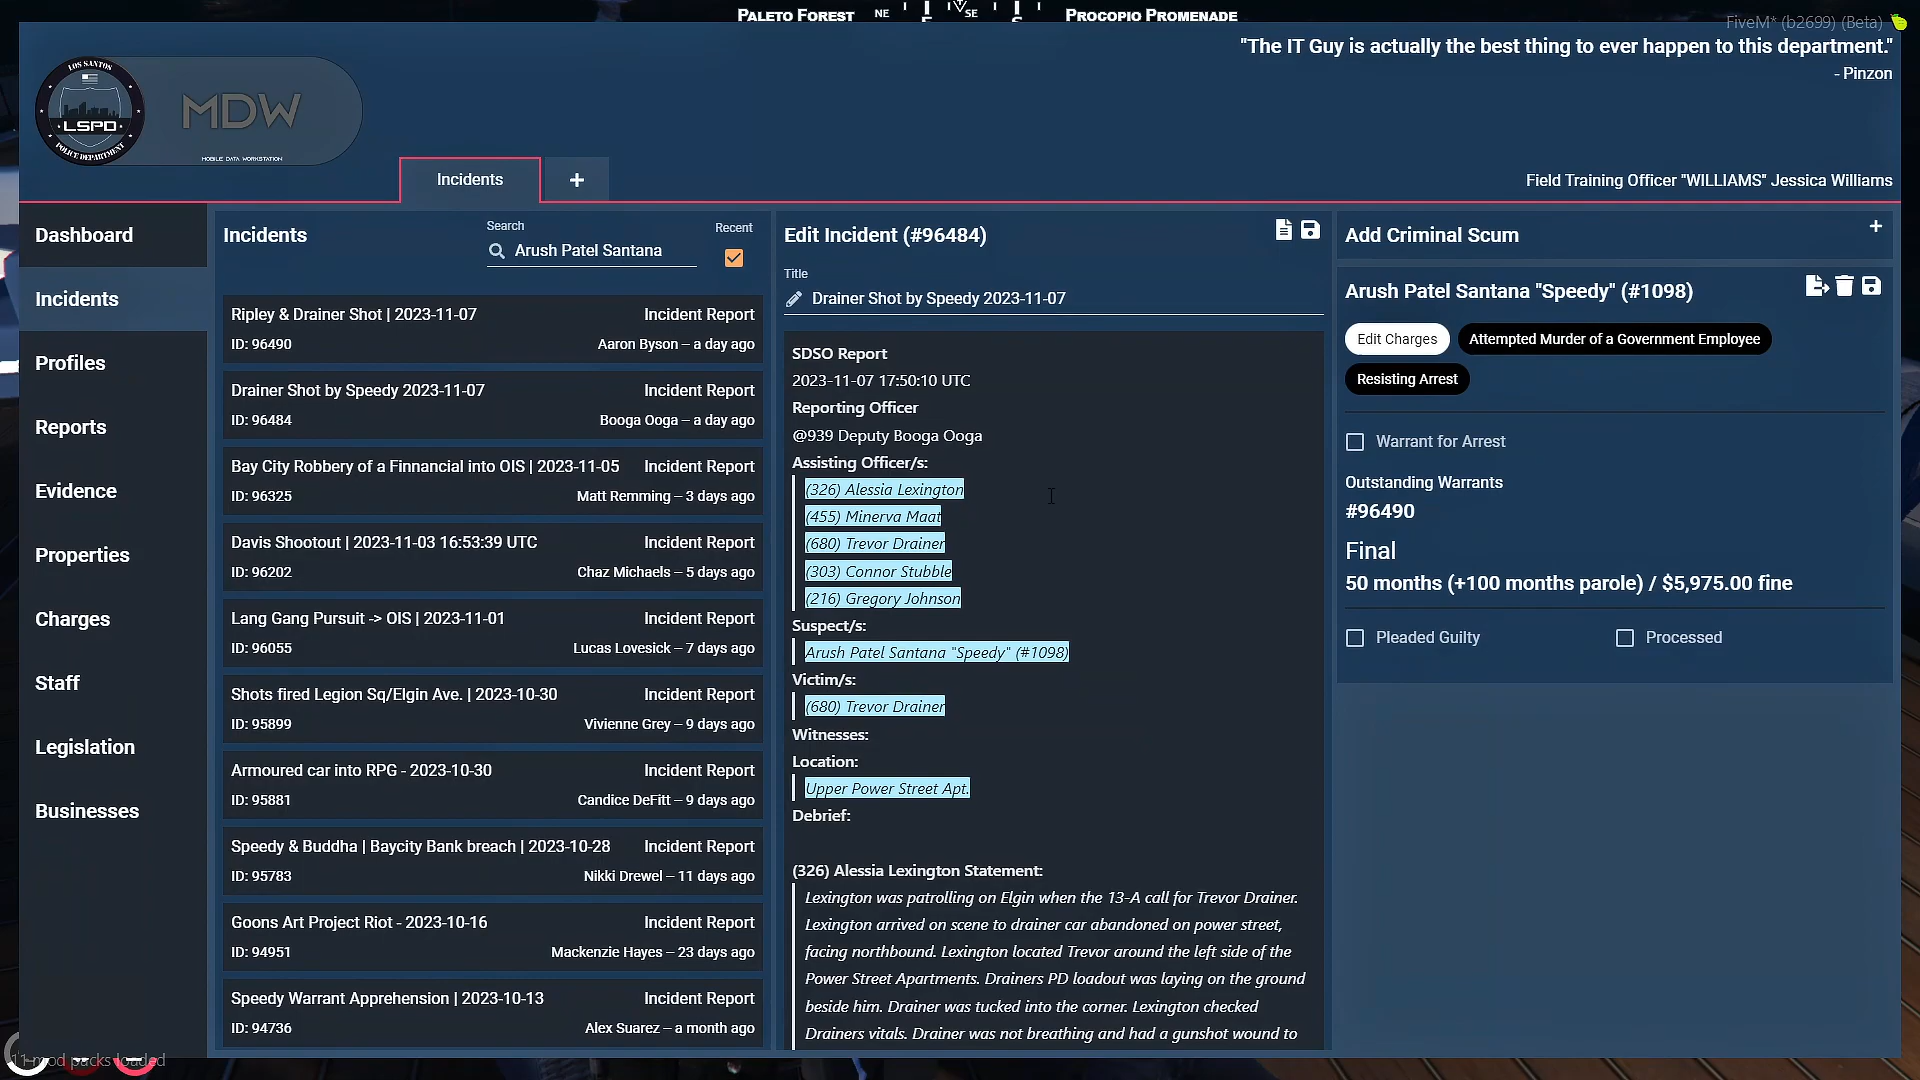 PALETO FOREST NE E SE S PROCOPIO PROMENADE
FiveM* (b2699) (Beta)
"The IT Guy is actually the best thing to ever happen to this department."
- Pinzon
LOS SANTOS
LSPD
POLICE DEPARTMENT
MDW
MOBILE DATA WORKSTATION
Incidents
+
Field Training Officer "WILLIAMS" Jessica Williams
Dashboard
Incidents
Profiles
Reports
Evidence
Properties
Charges
Staff
Legislation
Businesses
Incidents
Search
Arush Patel Santana
Recent
Ripley & Drainer Shot | 2023-11-07 Incident Report
ID: 96490 Aaron Byson – a day ago
Drainer Shot by Speedy 2023-11-07 Incident Report
ID: 96484 Booga Ooga – a day ago
Bay City Robbery of a Finnancial into OIS | 2023-11-05 Incident Report
ID: 96325 Matt Remming – 3 days ago
Davis Shootout | 2023-11-03 16:53:39 UTC Incident Report
ID: 96202 Chaz Michaels – 5 days ago
Lang Gang Pursuit -> OIS | 2023-11-01 Incident Report
ID: 96055 Lucas Lovesick – 7 days ago
Shots fired Legion Sq/Elgin Ave. | 2023-10-30 Incident Report
ID: 95899 Vivienne Grey – 9 days ago
Armoured car into RPG - 2023-10-30 Incident Report
ID: 95881 Candice DeFitt – 9 days ago
Speedy & Buddha | Baycity Bank breach | 2023-10-28 Incident Report
ID: 95783 Nikki Drewel – 11 days ago
Goons Art Project Riot - 2023-10-16 Incident Report
ID: 94951 Mackenzie Hayes – 23 days ago
Speedy Warrant Apprehension | 2023-10-13 Incident Report
ID: 94736 Alex Suarez – a month ago
Edit Incident (#96484)
Title
Drainer Shot by Speedy 2023-11-07
SDSO Report
2023-11-07 17:50:10 UTC
Reporting Officer
@939 Deputy Booga Ooga
Assisting Officer/s:
(326) Alessia Lexington
(455) Minerva Maat
(680) Trevor Drainer
(303) Connor Stubble
(216) Gregory Johnson
Suspect/s:
Arush Patel Santana "Speedy" (#1098)
Victim/s:
(680) Trevor Drainer
Witnesses:
Location:
Upper Power Street Apt.
Debrief:
(326) Alessia Lexington Statement:
Lexington was patrolling on Elgin when the 13-A call for Trevor Drainer.
Lexington arrived on scene to drainer car abandoned on power street,
facing northbound. Lexington located Trevor around the left side of the
Power Street Apartments. Drainers PD loadout was laying on the ground
beside him. Drainer was tucked into the corner. Lexington checked
Drainers vitals. Drainer was not breathing and had a gunshot wound to
Add Criminal Scum
+
Arush Patel Santana "Speedy" (#1098)
Edit Charges Attempted Murder of a Government Employee
Resisting Arrest
Warrant for Arrest
Outstanding Warrants
#96490
Final
50 months (+100 months parole) / $5,975.00 fine
Pleaded Guilty Processed
11 mod packs loaded